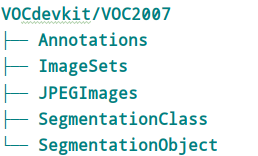 VOCdevkit/VOC2007
├── Annotations
├── ImageSets
├── JPEGImages
├── SegmentationClass
└── SegmentationObject